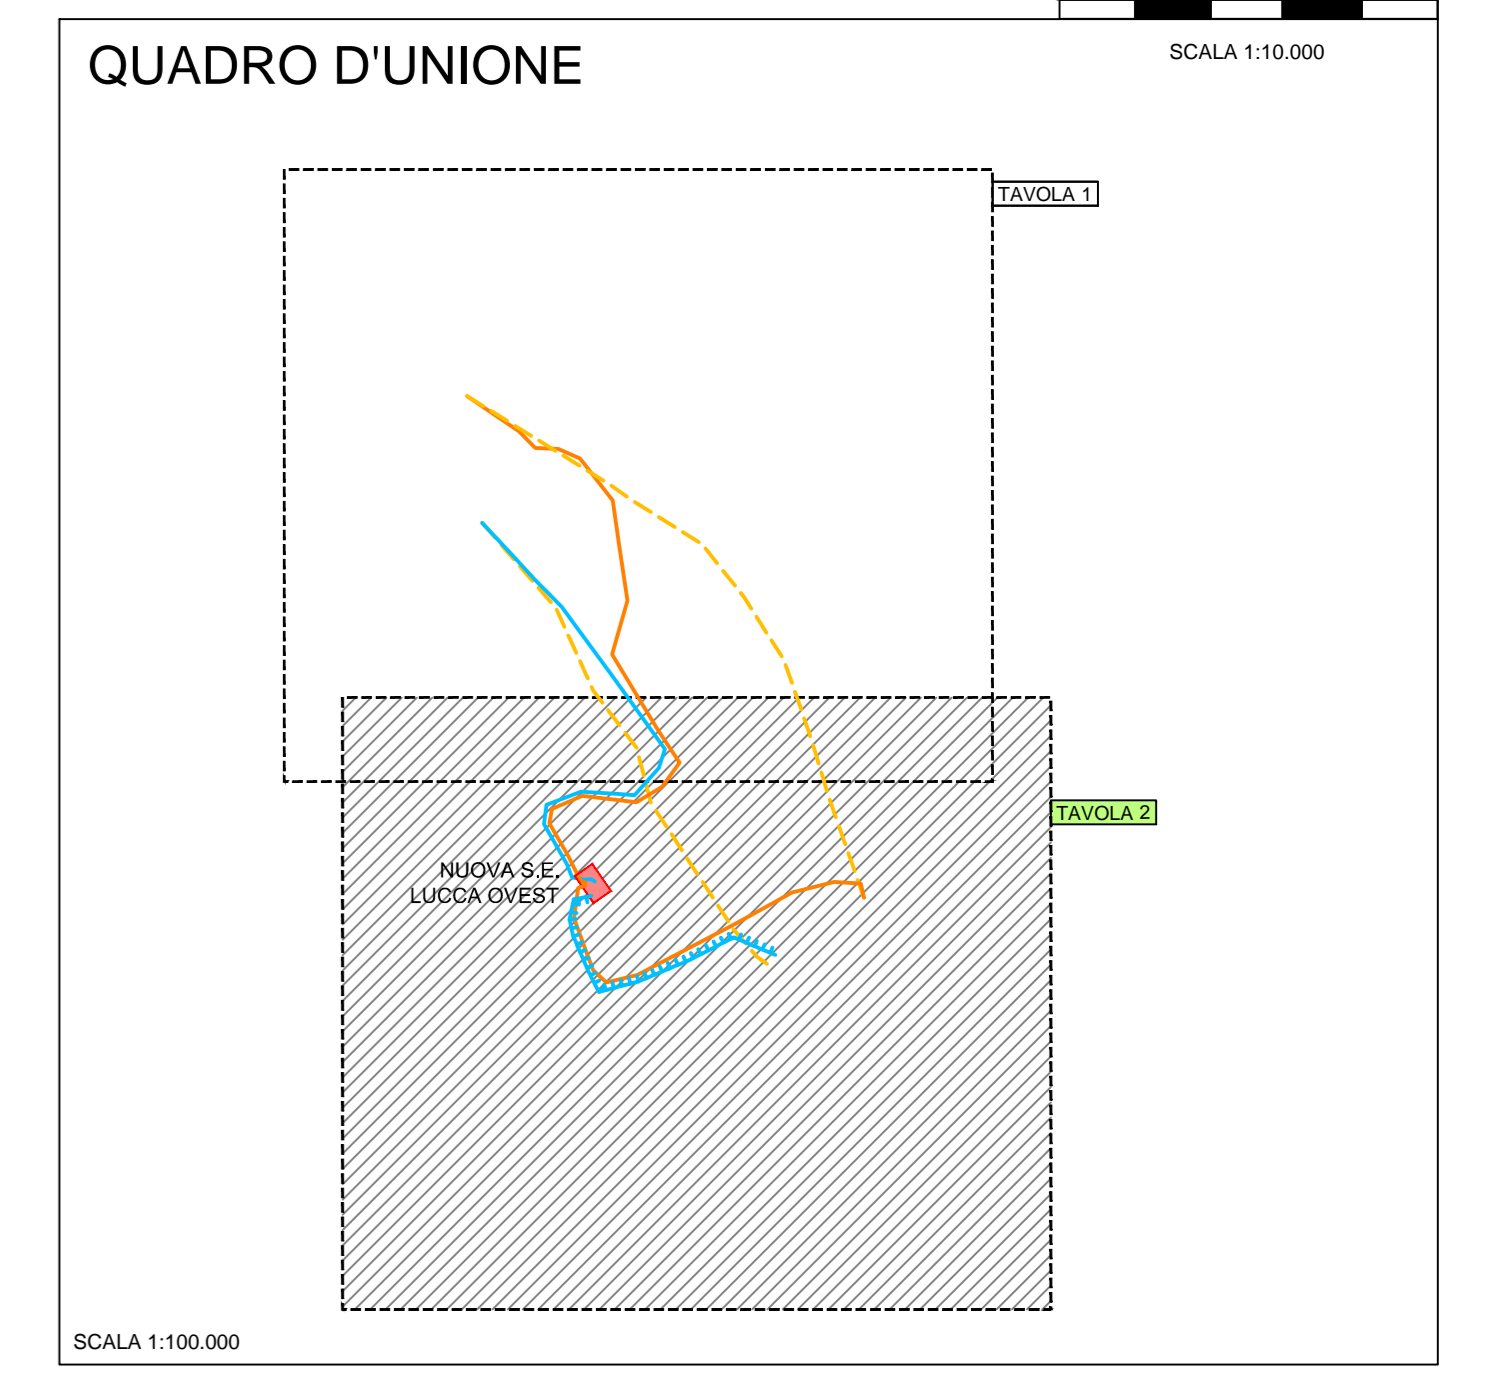 QUADRO D'UNIONE
SCALA 1:10.000
TAVOLA 1
TAVOLA 2
NUOVA S.E.
LUCCA OVEST
SCALA 1:100.000